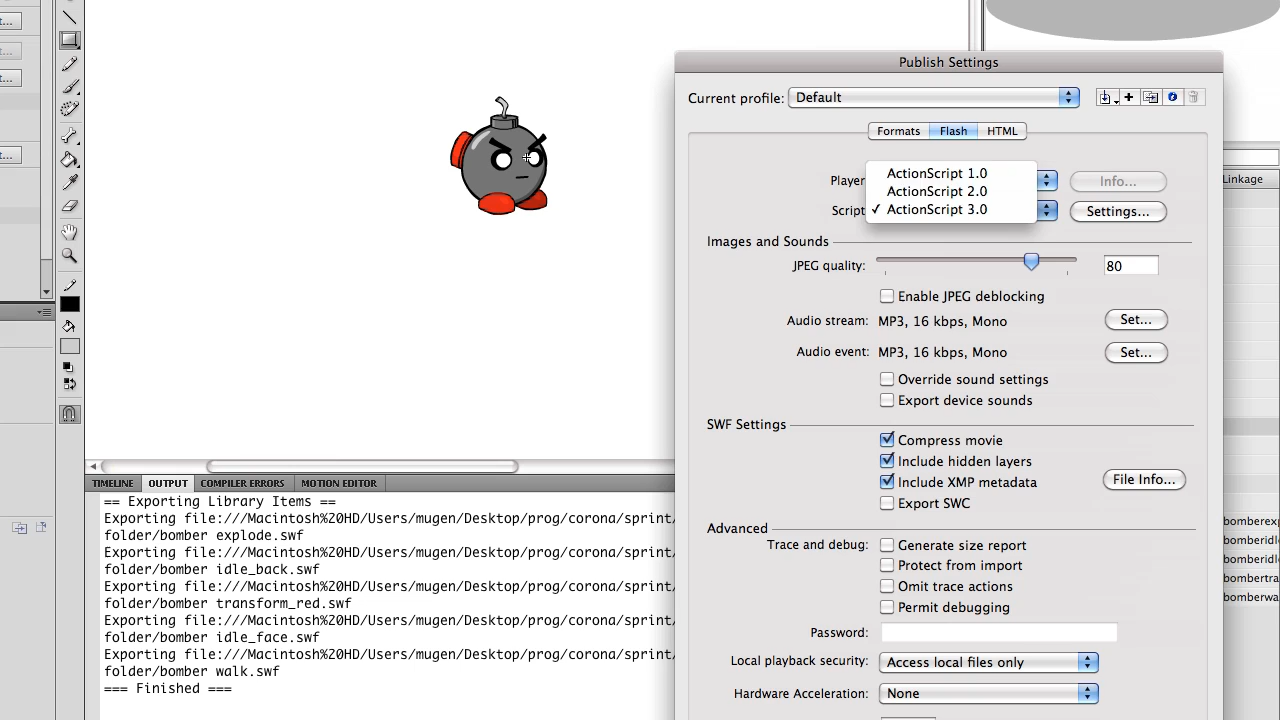 t...
t...
t...
t...
Publish Settings
Current profile: Default
Formats Flash HTML
Player
ActionScript 1.0
ActionScript 2.0
Info...
Script
✓ ActionScript 3.0
Settings...
Linkage
Images and Sounds
JPEG quality: 80
Enable JPEG deblocking
Audio stream: MP3, 16 kbps, Mono Set...
Audio event: MP3, 16 kbps, Mono Set...
Override sound settings
Export device sounds
SWF Settings
Compress movie
Include hidden layers
Include XMP metadata File Info...
Export SWC
Advanced
Trace and debug: Generate size report
Protect from import
Omit trace actions
Permit debugging
Password:
Local playback security: Access local files only
Hardware Acceleration: None
TIMELINE OUTPUT COMPILER ERRORS MOTION EDITOR
== Exporting Library Items ==
Exporting file:///Macintosh%20HD/Users/mugen/Desktop/prog/corona/sprint/
folder/bomber explode.swf
Exporting file:///Macintosh%20HD/Users/mugen/Desktop/prog/corona/sprint/
folder/bomber idle_back.swf
Exporting file:///Macintosh%20HD/Users/mugen/Desktop/prog/corona/sprint/
folder/bomber transform_red.swf
Exporting file:///Macintosh%20HD/Users/mugen/Desktop/prog/corona/sprint/
folder/bomber idle_face.swf
Exporting file:///Macintosh%20HD/Users/mugen/Desktop/prog/corona/sprint/
folder/bomber walk.swf
=== Finished ===
bomberexp
bomberidle
bomberidle
bombertra
bomberwa